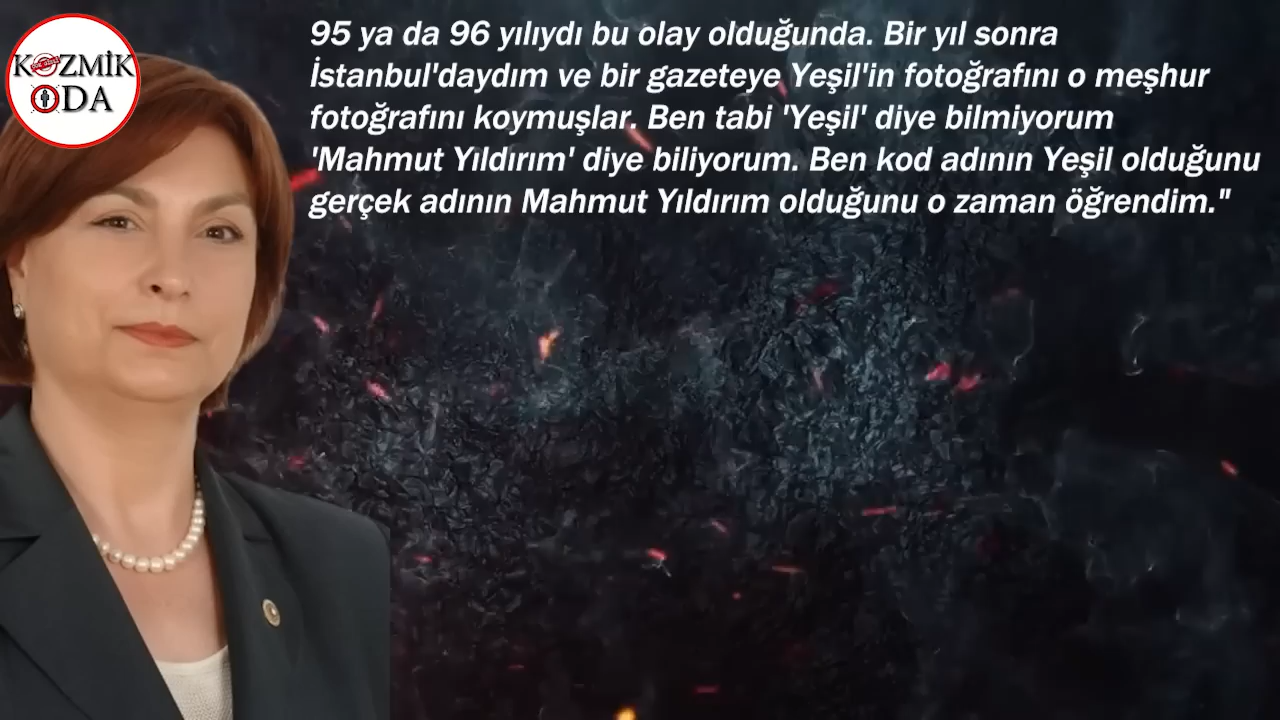 KOZMİK
ODA
95 ya da 96 yılıydı bu olay olduğunda. Bir yıl sonra
İstanbul'daydım ve bir gazeteye Yeşil'in fotoğrafını o meşhur
fotoğrafını koymuşlar. Ben tabi 'Yeşil' diye bilmiyorum
'Mahmut Yıldırım' diye biliyorum. Ben kod adının Yeşil olduğunu
gerçek adının Mahmut Yıldırım olduğunu o zaman öğrendim."